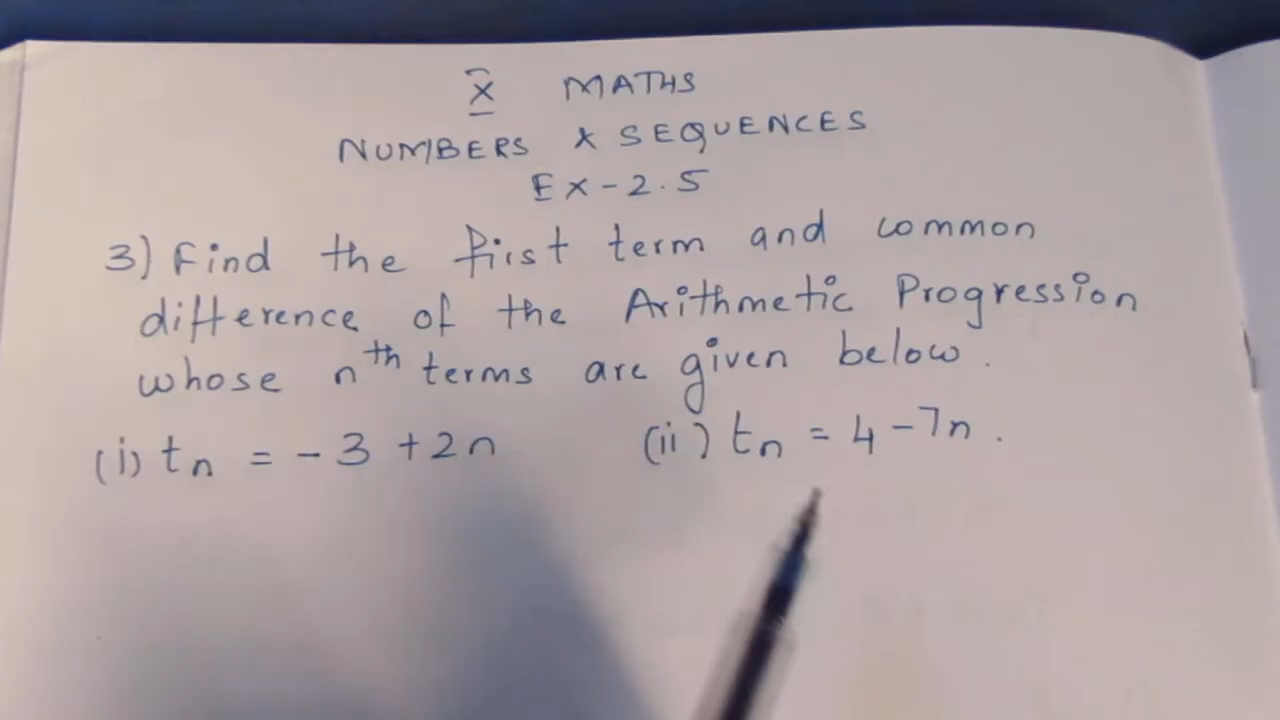 X MATHS
NUMBERS & SEQUENCES
EX-2.5
3) Find the first term and common
difference of the Arithmetic Progression
whose nth terms are given below.
(i) tn = -3 +2n (ii) tn = 4 -7n.